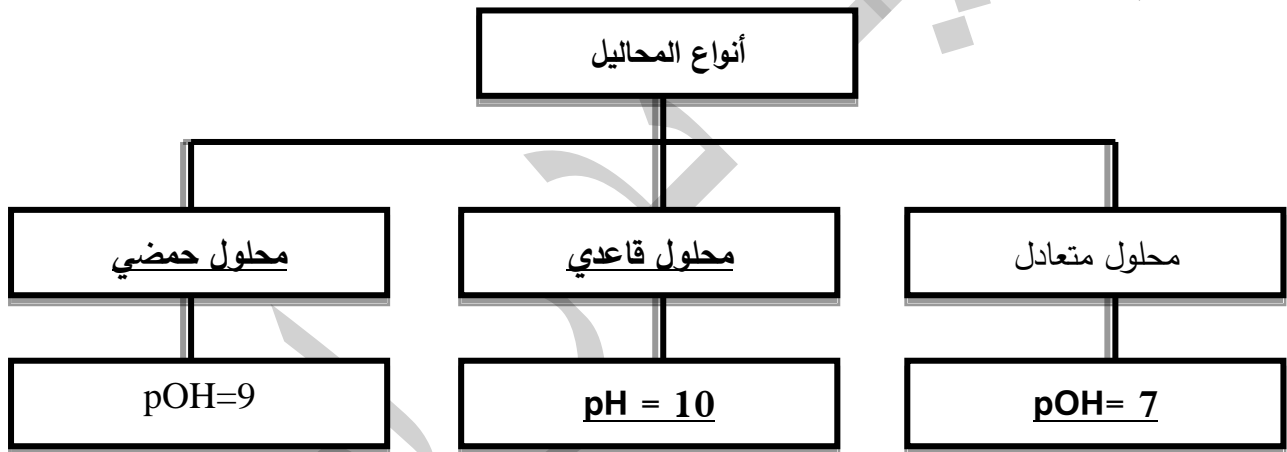 أنواع المحاليل
محلول متعادل
محلول قاعدي
محلول حمضي
pOH= 7
pH = 10
pOH=9